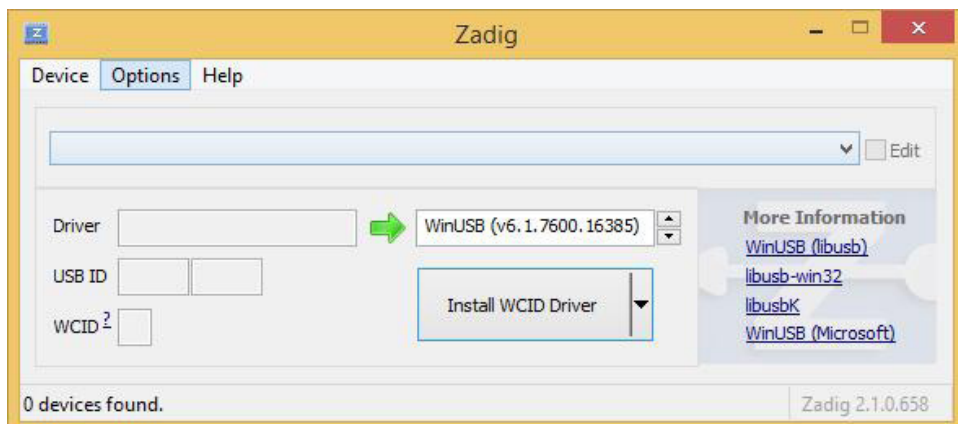 Z
Zadig
Device Options Help
Edit
Driver
WinUSB (v6.1.7600.16385)
USB ID
WCID ?
Install WCID Driver
More Information
WinUSB (libusb)
libusb-win32
libusbK
WinUSB (Microsoft)
0 devices found.
Zadig 2.1.0.658